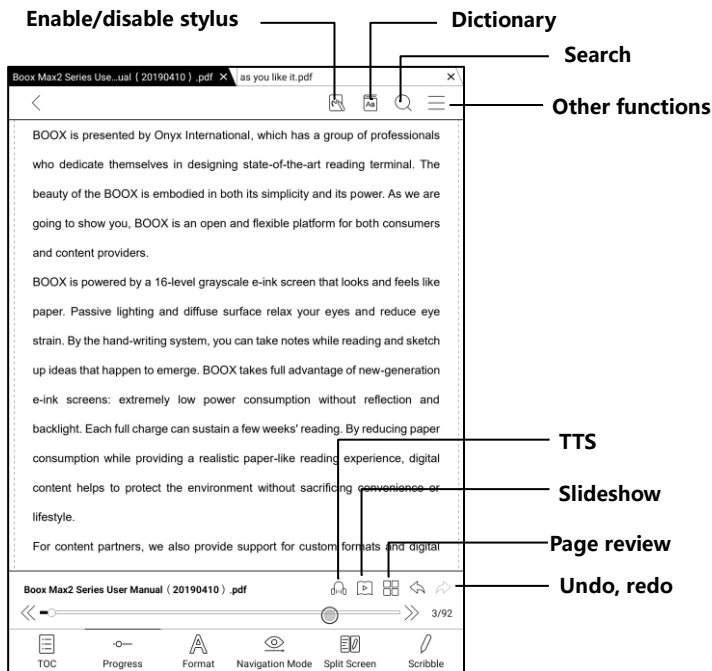 Enable/disable stylus
Dictionary
Search
Boox Max2 Series Use...ual（20190410）.pdf ×
as you like it.pdf ×
Aa
Other functions
BOOX is presented by Onyx International, which has a group of professionals
who dedicate themselves in designing state-of-the-art reading terminal. The
beauty of the BOOX is embodied in both its simplicity and its power. As we are
going to show you, BOOX is an open and flexible platform for both consumers
and content providers.
BOOX is powered by a 16-level grayscale e-ink screen that looks and feels like
paper. Passive lighting and diffuse surface relax your eyes and reduce eye
strain. By the hand-writing system, you can take notes while reading and sketch
up ideas that happen to emerge. BOOX takes full advantage of new-generation
e-ink screens: extremely low power consumption without reflection and
backlight. Each full charge can sustain a few weeks' reading. By reducing paper
consumption while providing a realistic paper-like reading experience, digital
content helps to protect the environment without sacrificing convenience or
lifestyle.
For content partners, we also provide support for custom formats and digital
TTS
Slideshow
Page review
Undo, redo
Boox Max2 Series User Manual（20190410）.pdf
3/92
TOC
Progress
Format
Navigation Mode
Split Screen
Scribble